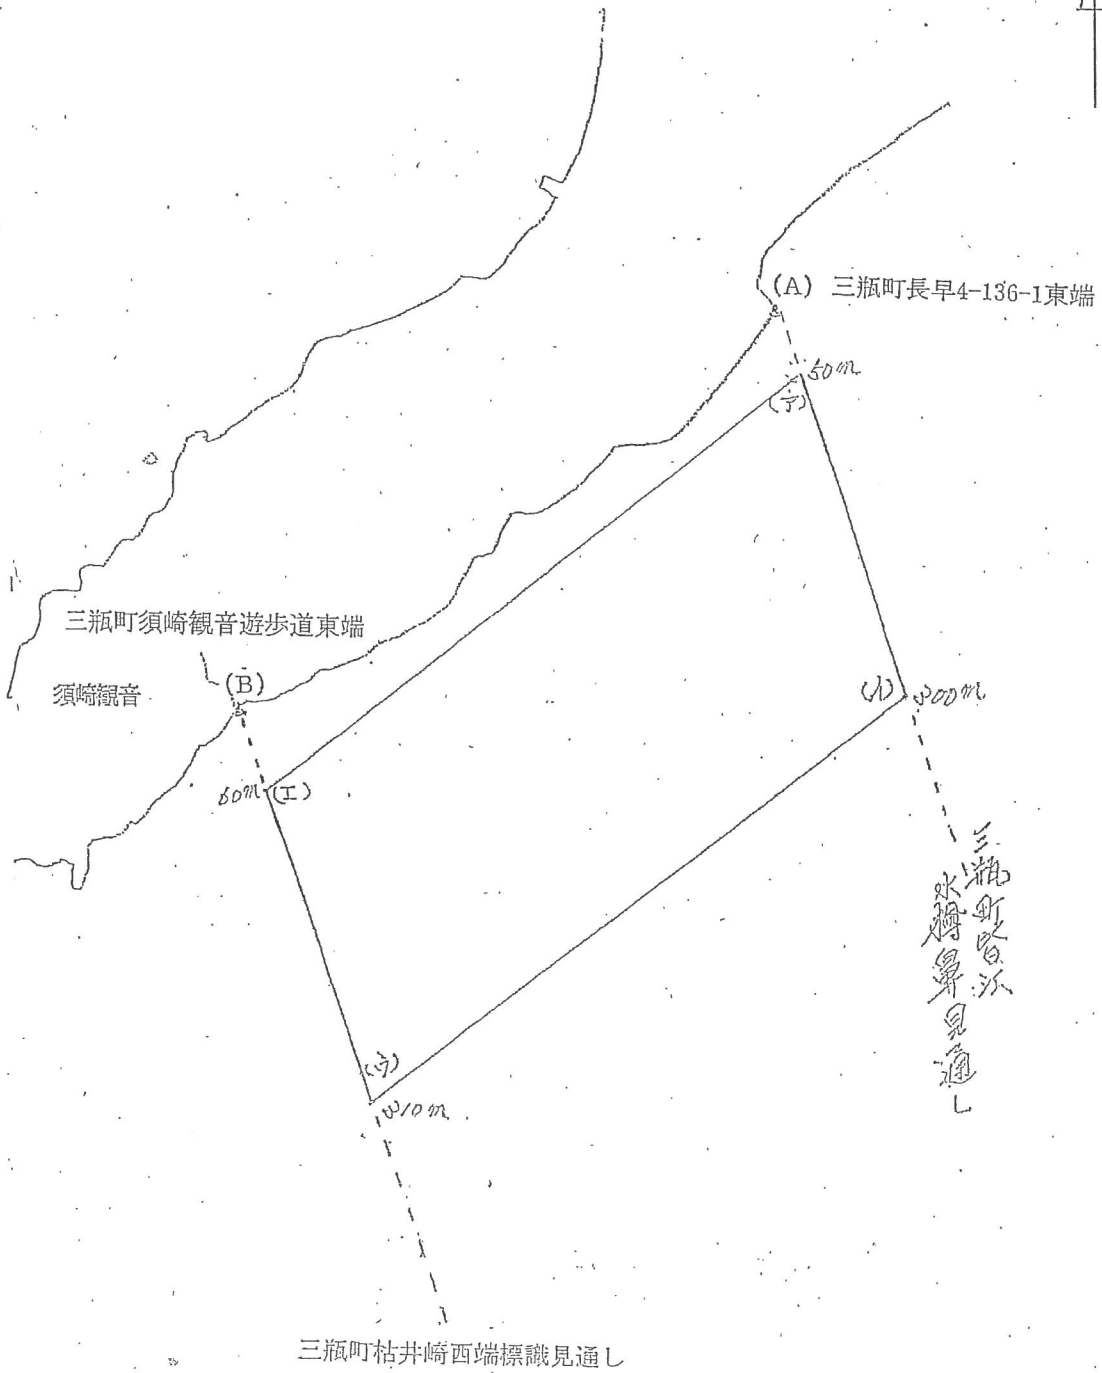 (A) 三瓶町長早4-136-1東端
50m
(ア)
三瓶町須崎観音遊歩道東端
須崎観音
(B)
(イ)
300m
60m (エ)
三瓶町皆江
水
鼻見通し
(ウ)
310m
三瓶町枯井崎西端標識見通し